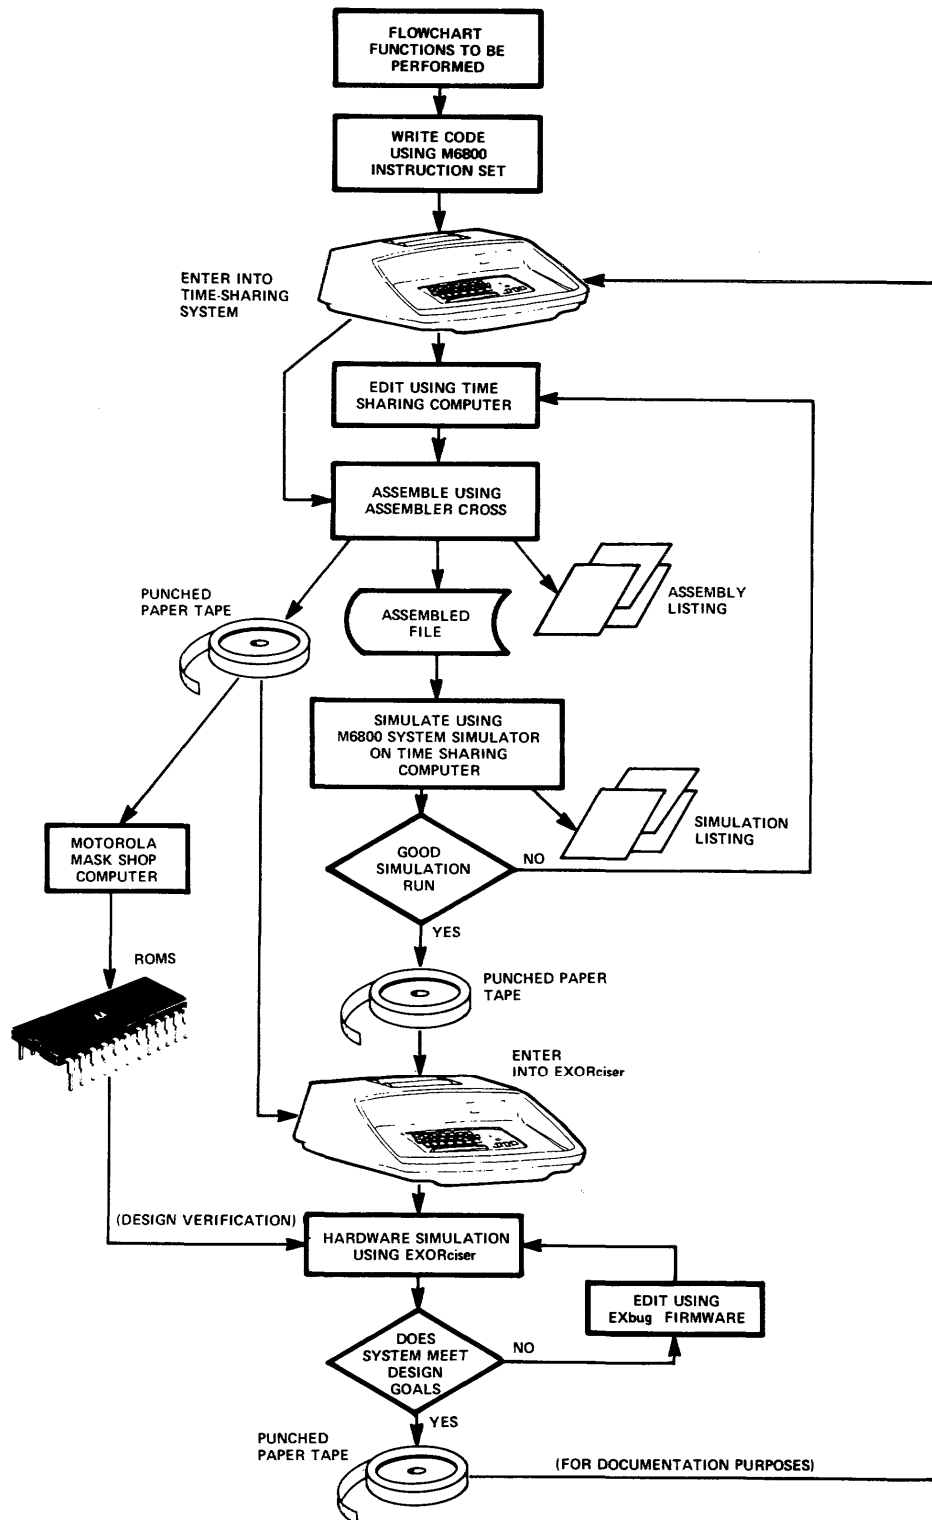 FLOWCHART
FUNCTIONS TO BE
PERFORMED
WRITE CODE
USING M6800
INSTRUCTION SET
ENTER INTO
TIME-SHARING
SYSTEM
EDIT USING TIME
SHARING COMPUTER
ASSEMBLE USING
ASSEMBLER CROSS
PUNCHED
PAPER TAPE
ASSEMBLED
FILE
ASSEMBLY
LISTING
SIMULATE USING
M6800 SYSTEM SIMULATOR
ON TIME SHARING
COMPUTER
SIMULATION
LISTING
MOTOROLA
MASK SHOP
COMPUTER
GOOD
SIMULATION
RUN
NO
YES
ROMS
PUNCHED PAPER
TAPE
ENTER
INTO EXORciser
(DESIGN VERIFICATION)
HARDWARE SIMULATION
USING EXORciser
EDIT USING
EXbug FIRMWARE
DOES
SYSTEM MEET
DESIGN
GOALS
NO
YES
PUNCHED
PAPER TAPE
(FOR DOCUMENTATION PURPOSES)